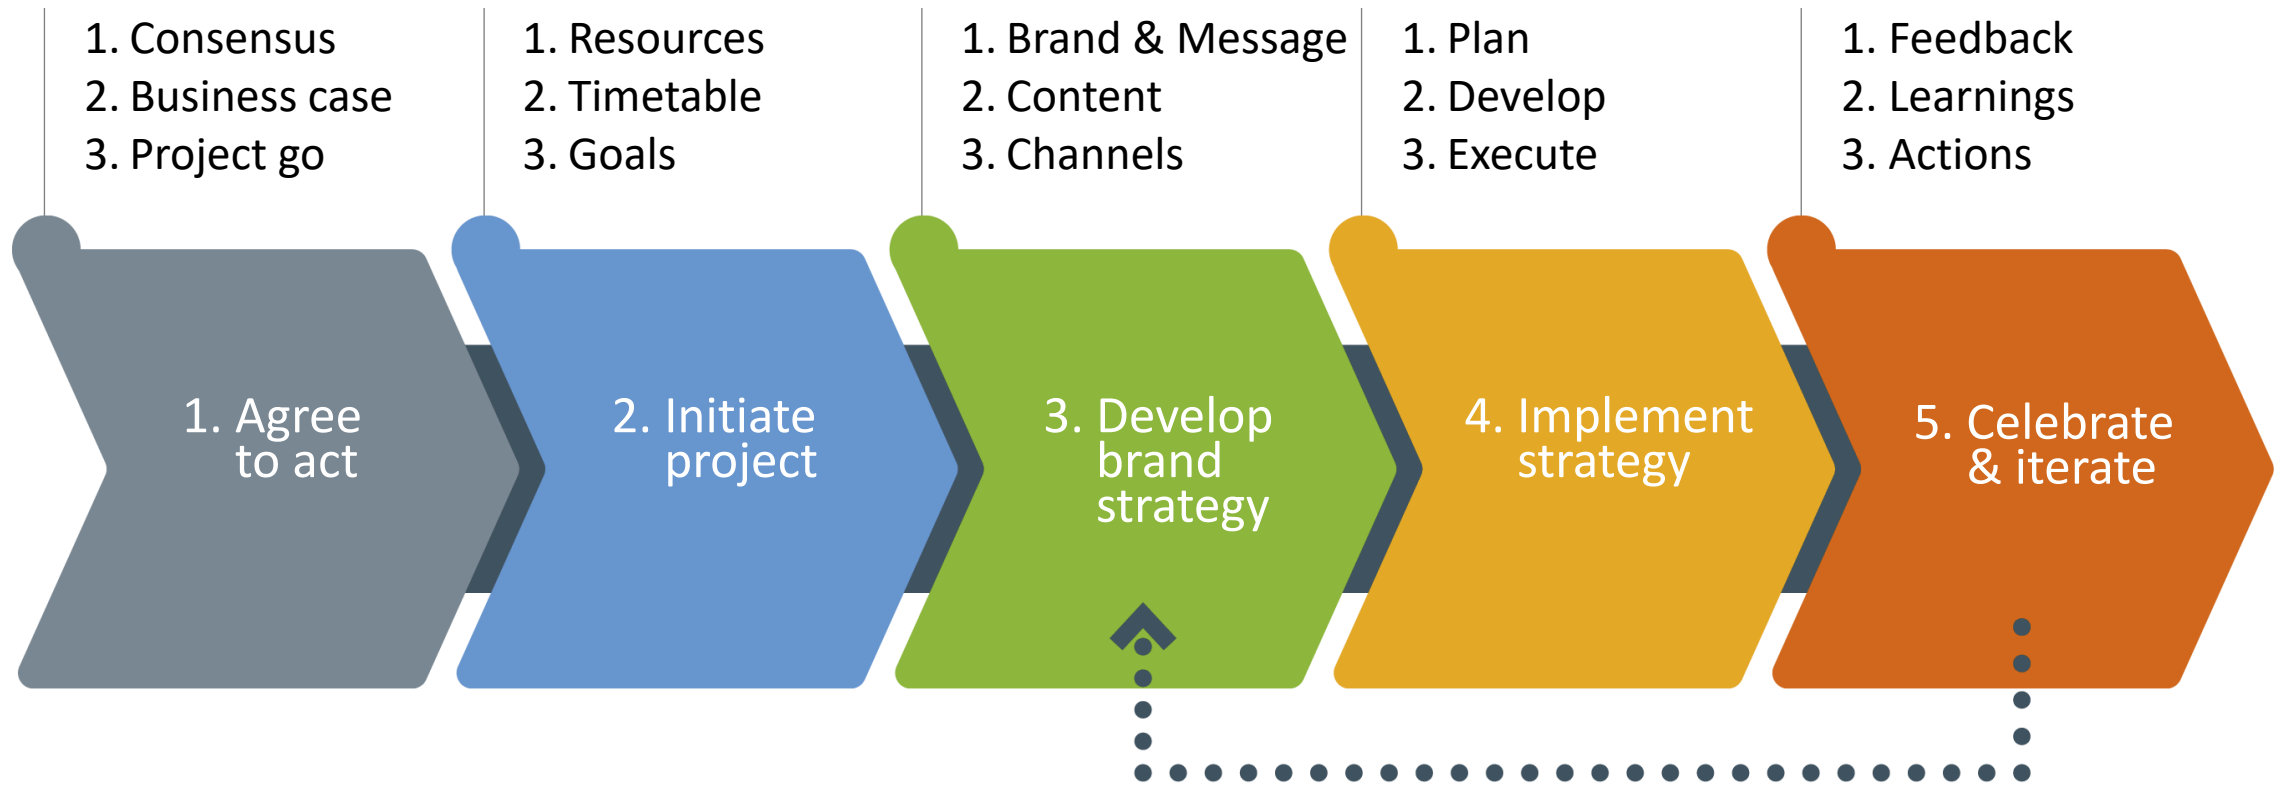 1. Consensus
2. Business case
3. Project go
1. Resources
2. Timetable
3. Goals
1. Brand & Message
2. Content
3. Channels
1. Plan
2. Develop
3. Execute
1. Feedback
2. Learnings
3. Actions
1. Agree
to act
2. Initiate
project
3. Develop
brand
strategy
4. Implement
strategy
5. Celebrate
& iterate